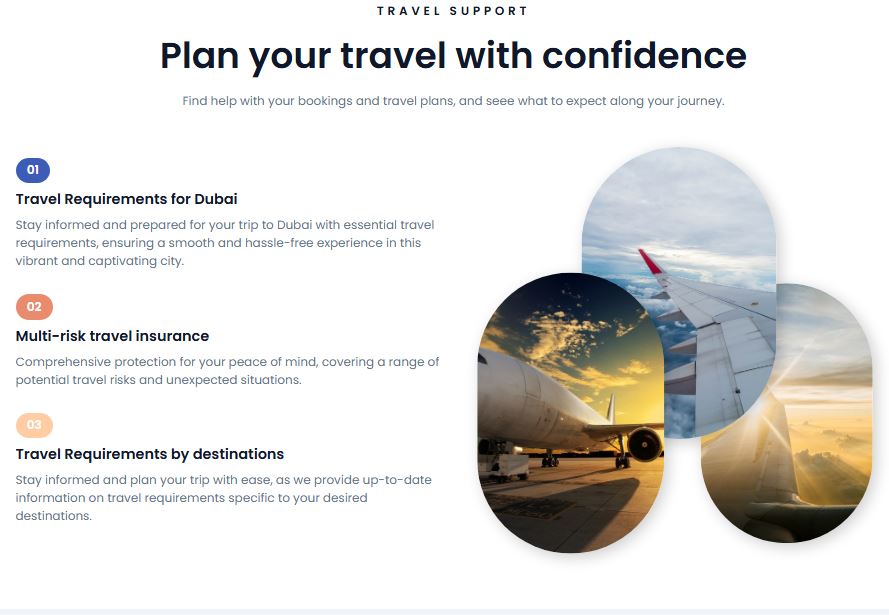 TRAVEL SUPPORT
Plan your travel with confidence
Find help with your bookings and travel plans, and seee what to expect along your journey.
01
Travel Requirements for Dubai
Stay informed and prepared for your trip to Dubai with essential travel
requirements, ensuring a smooth and hassle-free experience in this
vibrant and captivating city.
02
Multi-risk travel insurance
Comprehensive protection for your peace of mind, covering a range of
potential travel risks and unexpected situations.
03
Travel Requirements by destinations
Stay informed and plan your trip with ease, as we provide up-to-date
information on travel requirements specific to your desired
destinations.